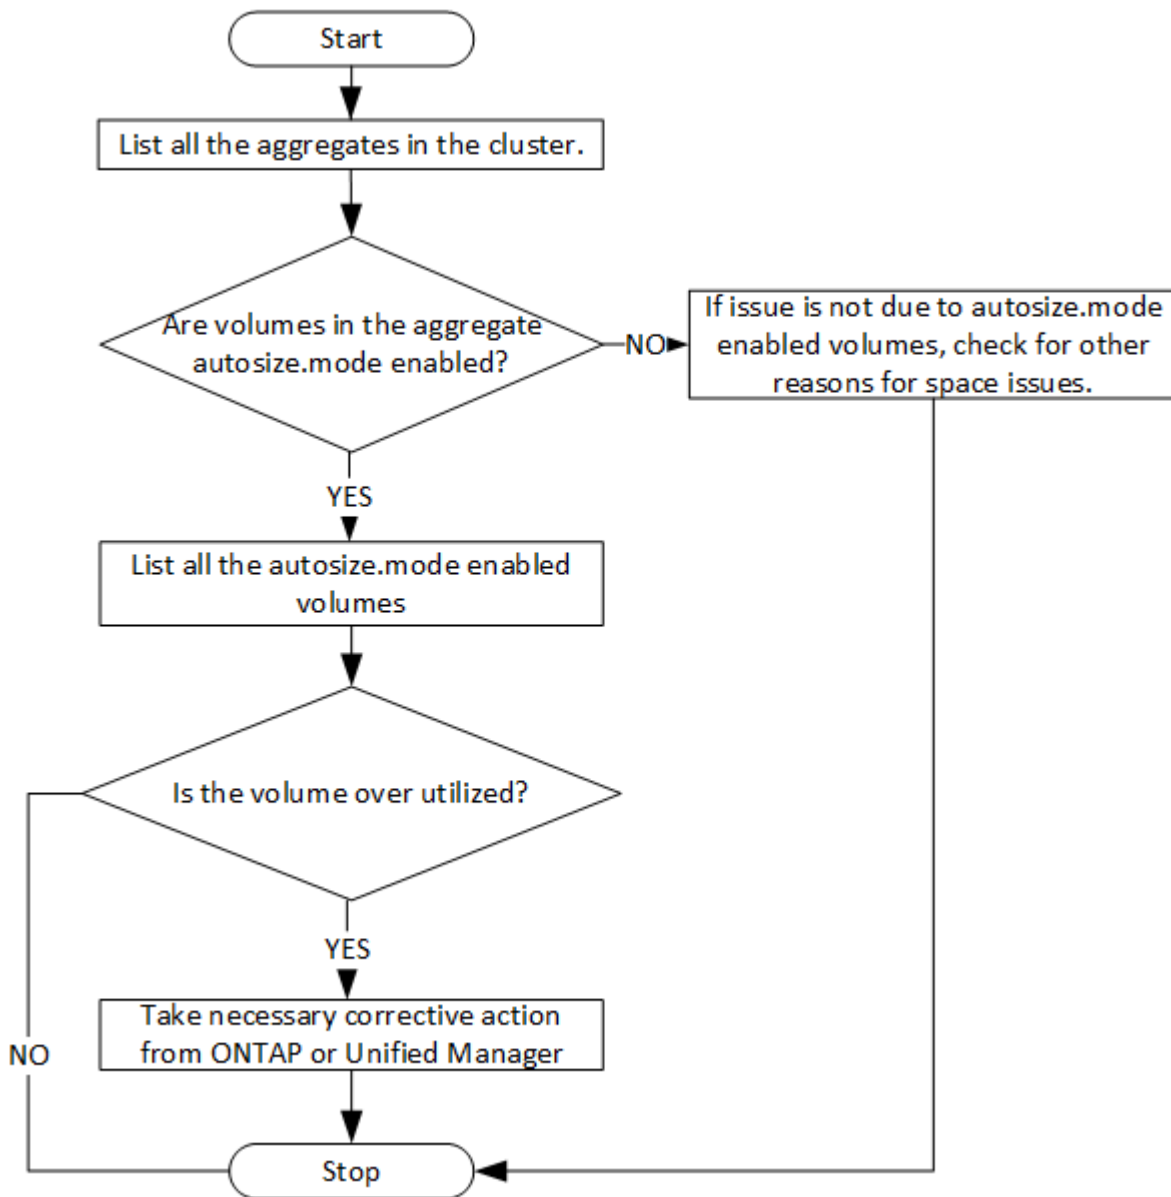 Start
List all the aggregates in the cluster.
Are volumes in the aggregate
autosize.mode enabled?
NO
If issue is not due to autosize.mode
enabled volumes, check for other
reasons for space issues.
YES
List all the autosize.mode enabled
volumes
Is the volume over utilized?
YES
Take necessary corrective action
from ONTAP or Unified Manager
NO
Stop